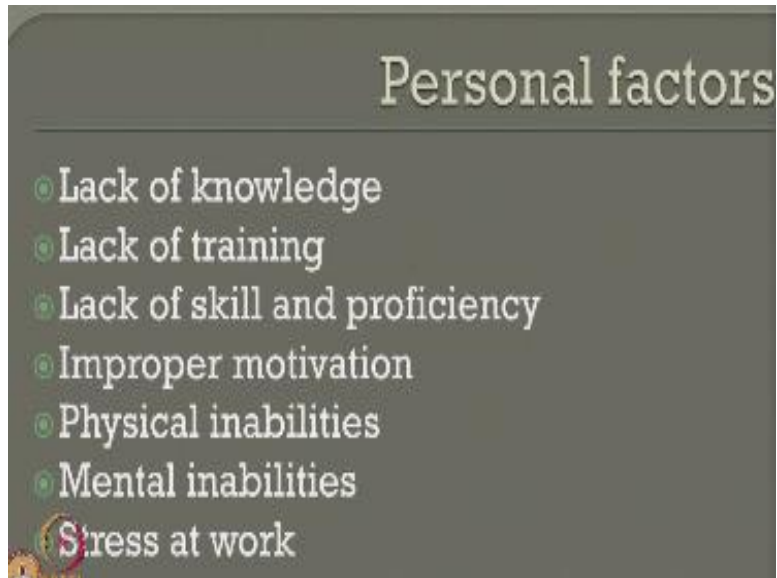 Personal factors
Lack of knowledge
Lack of training
Lack of skill and proficiency
Improper motivation
Physical inabilities
Mental inabilities
Stress at work